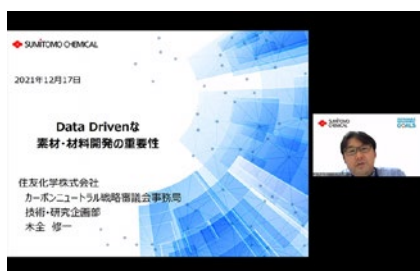 SUMITOMO CHEMICAL
2021年12月17日
Data Drivenな
素材・材料開発の重要性
住友化学株式会社
カーボンニュートラル戦略審議会事務局
技術・研究企画部
木全 修一
SUMITOMO
CHEMICAL
GOALS